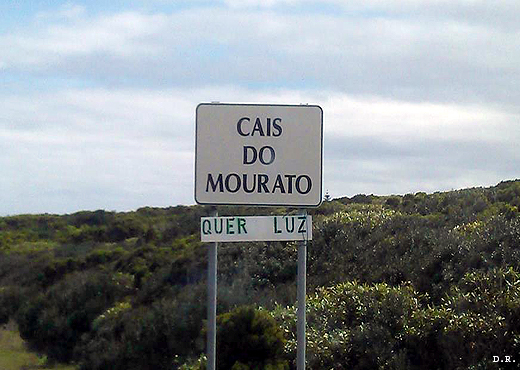 CAIS
DO
MOURATO
QUER LUZ
D.R.